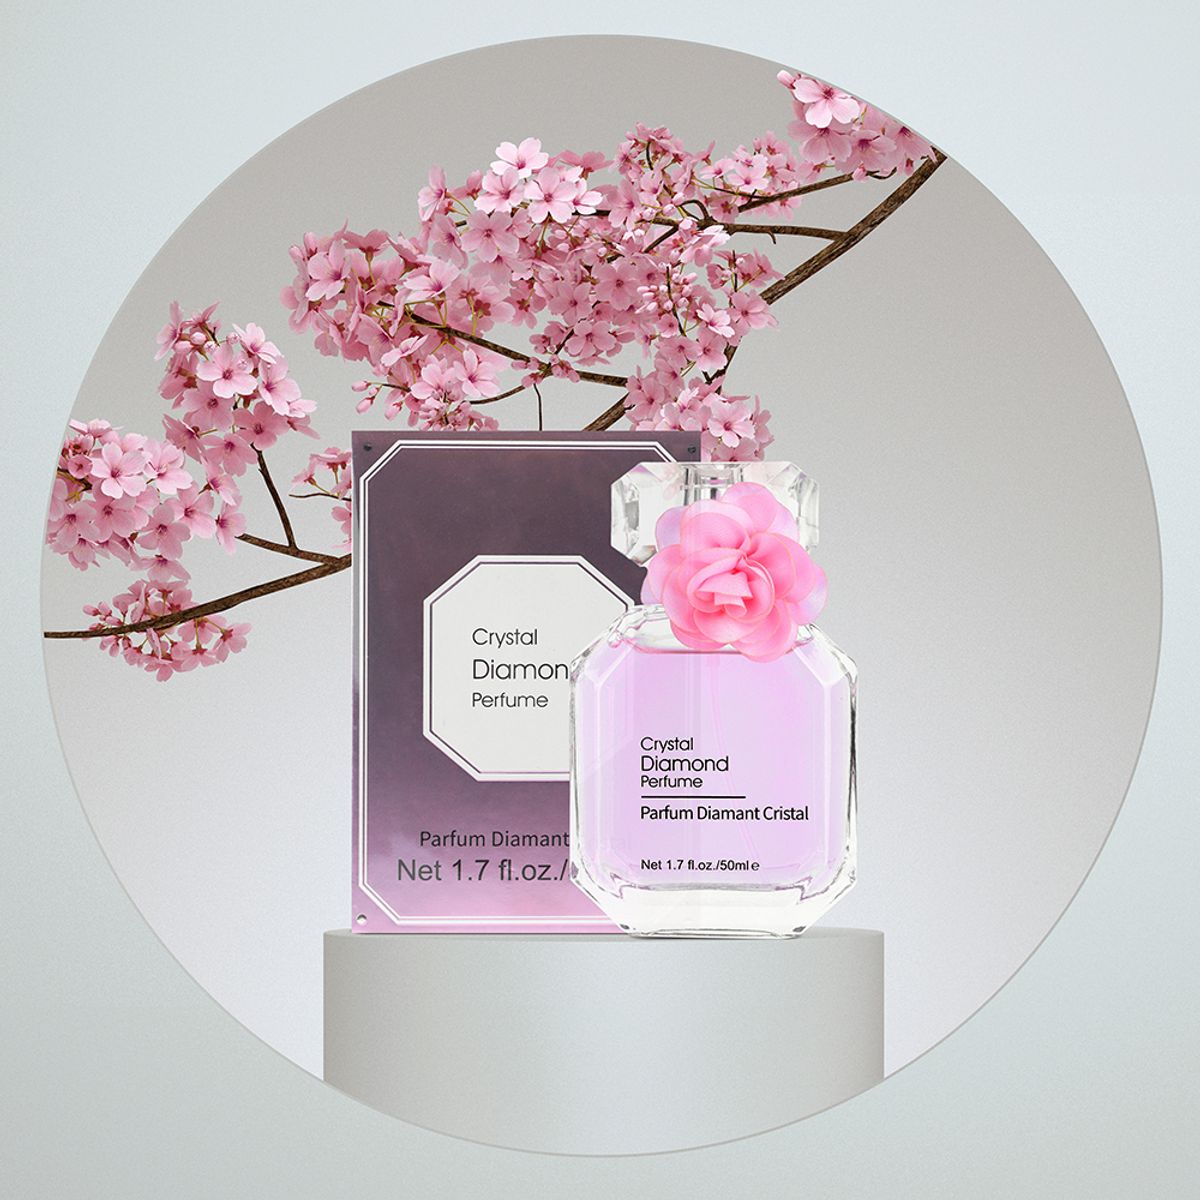 Crystal
Diamon
Perfume
Parfum Diamant
Net 1.7 fl.oz./
Crystal
Diamond
Perfume
Parfum Diamant Cristal
Net 1.7 fl.oz./50ml℮